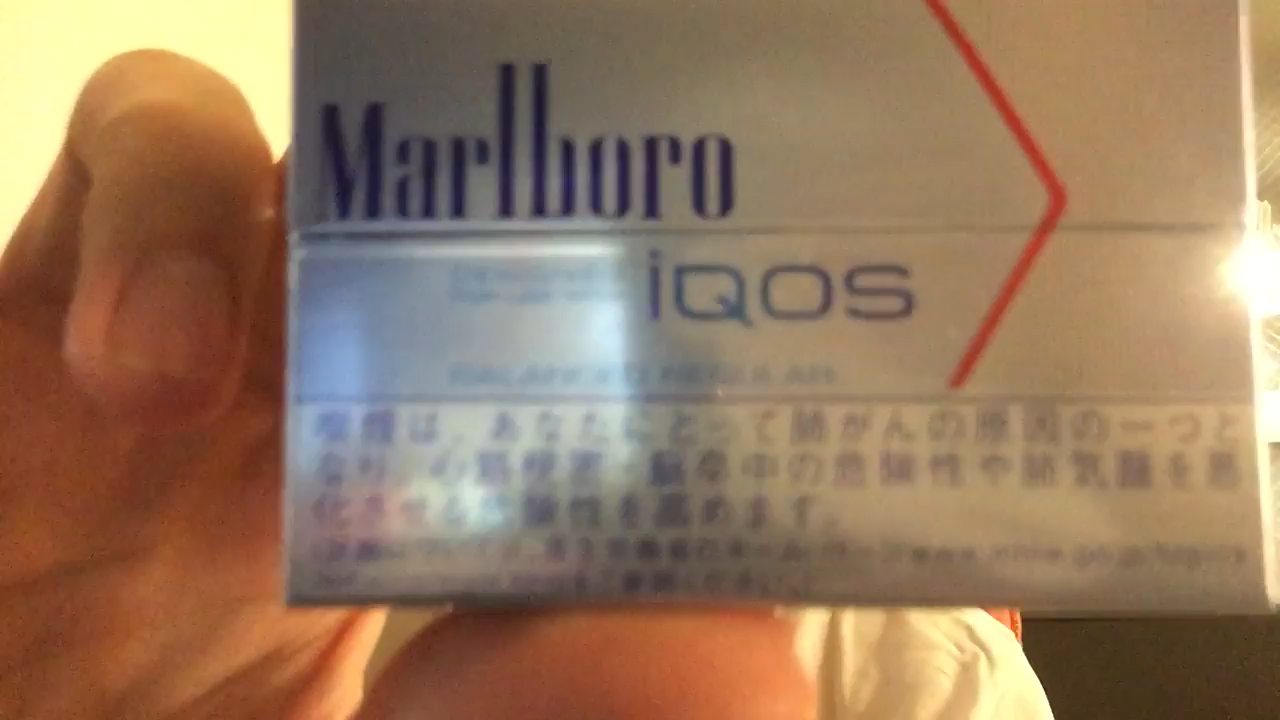 Marlboro
iQOS
BALANCED REGULAR
喫煙は、あなたにとって肺がんの原因の一つと
なり、心筋梗塞・脳卒中の危険性や肺気腫を悪
化させる危険性を高めます。